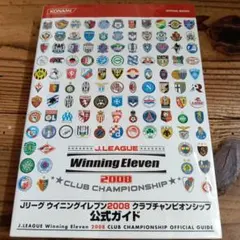 KONAMI
J.LEAGUE
Winning Eleven
2008
CLUB CHAMPIONSHIP
Jリーグ ウイニングイレブン2008 クラブチャンピオンシップ
公式ガイド
J.LEAGUE Winning Eleven 2008 CLUB CHAMPIONSHIP OFFICIAL GUIDE